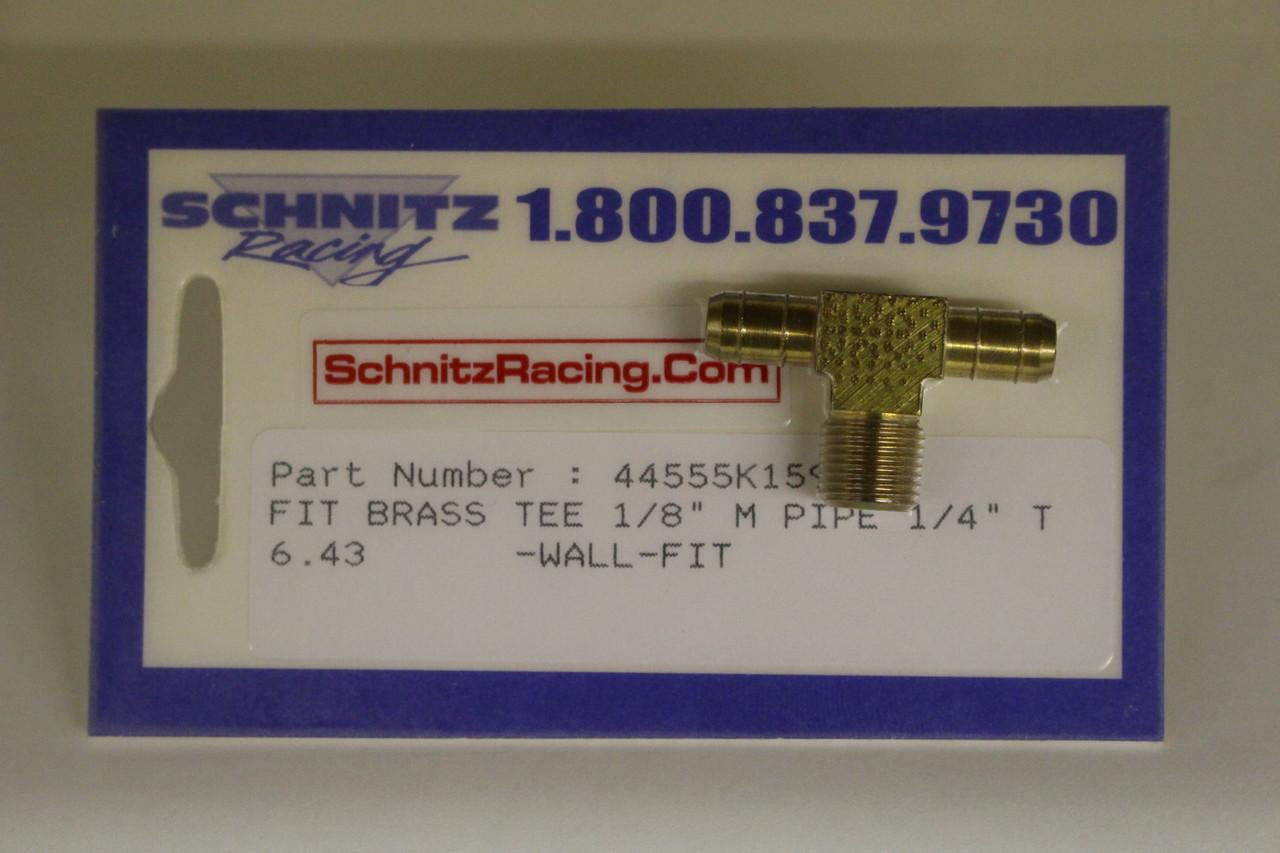 SCHNITZ Racing 1.800.837.9730
SchnitzRacing.Com
Part Number : 44555K159
FIT BRASS TEE 1/8" M PIPE 1/4" T
6.43 -WALL-FIT